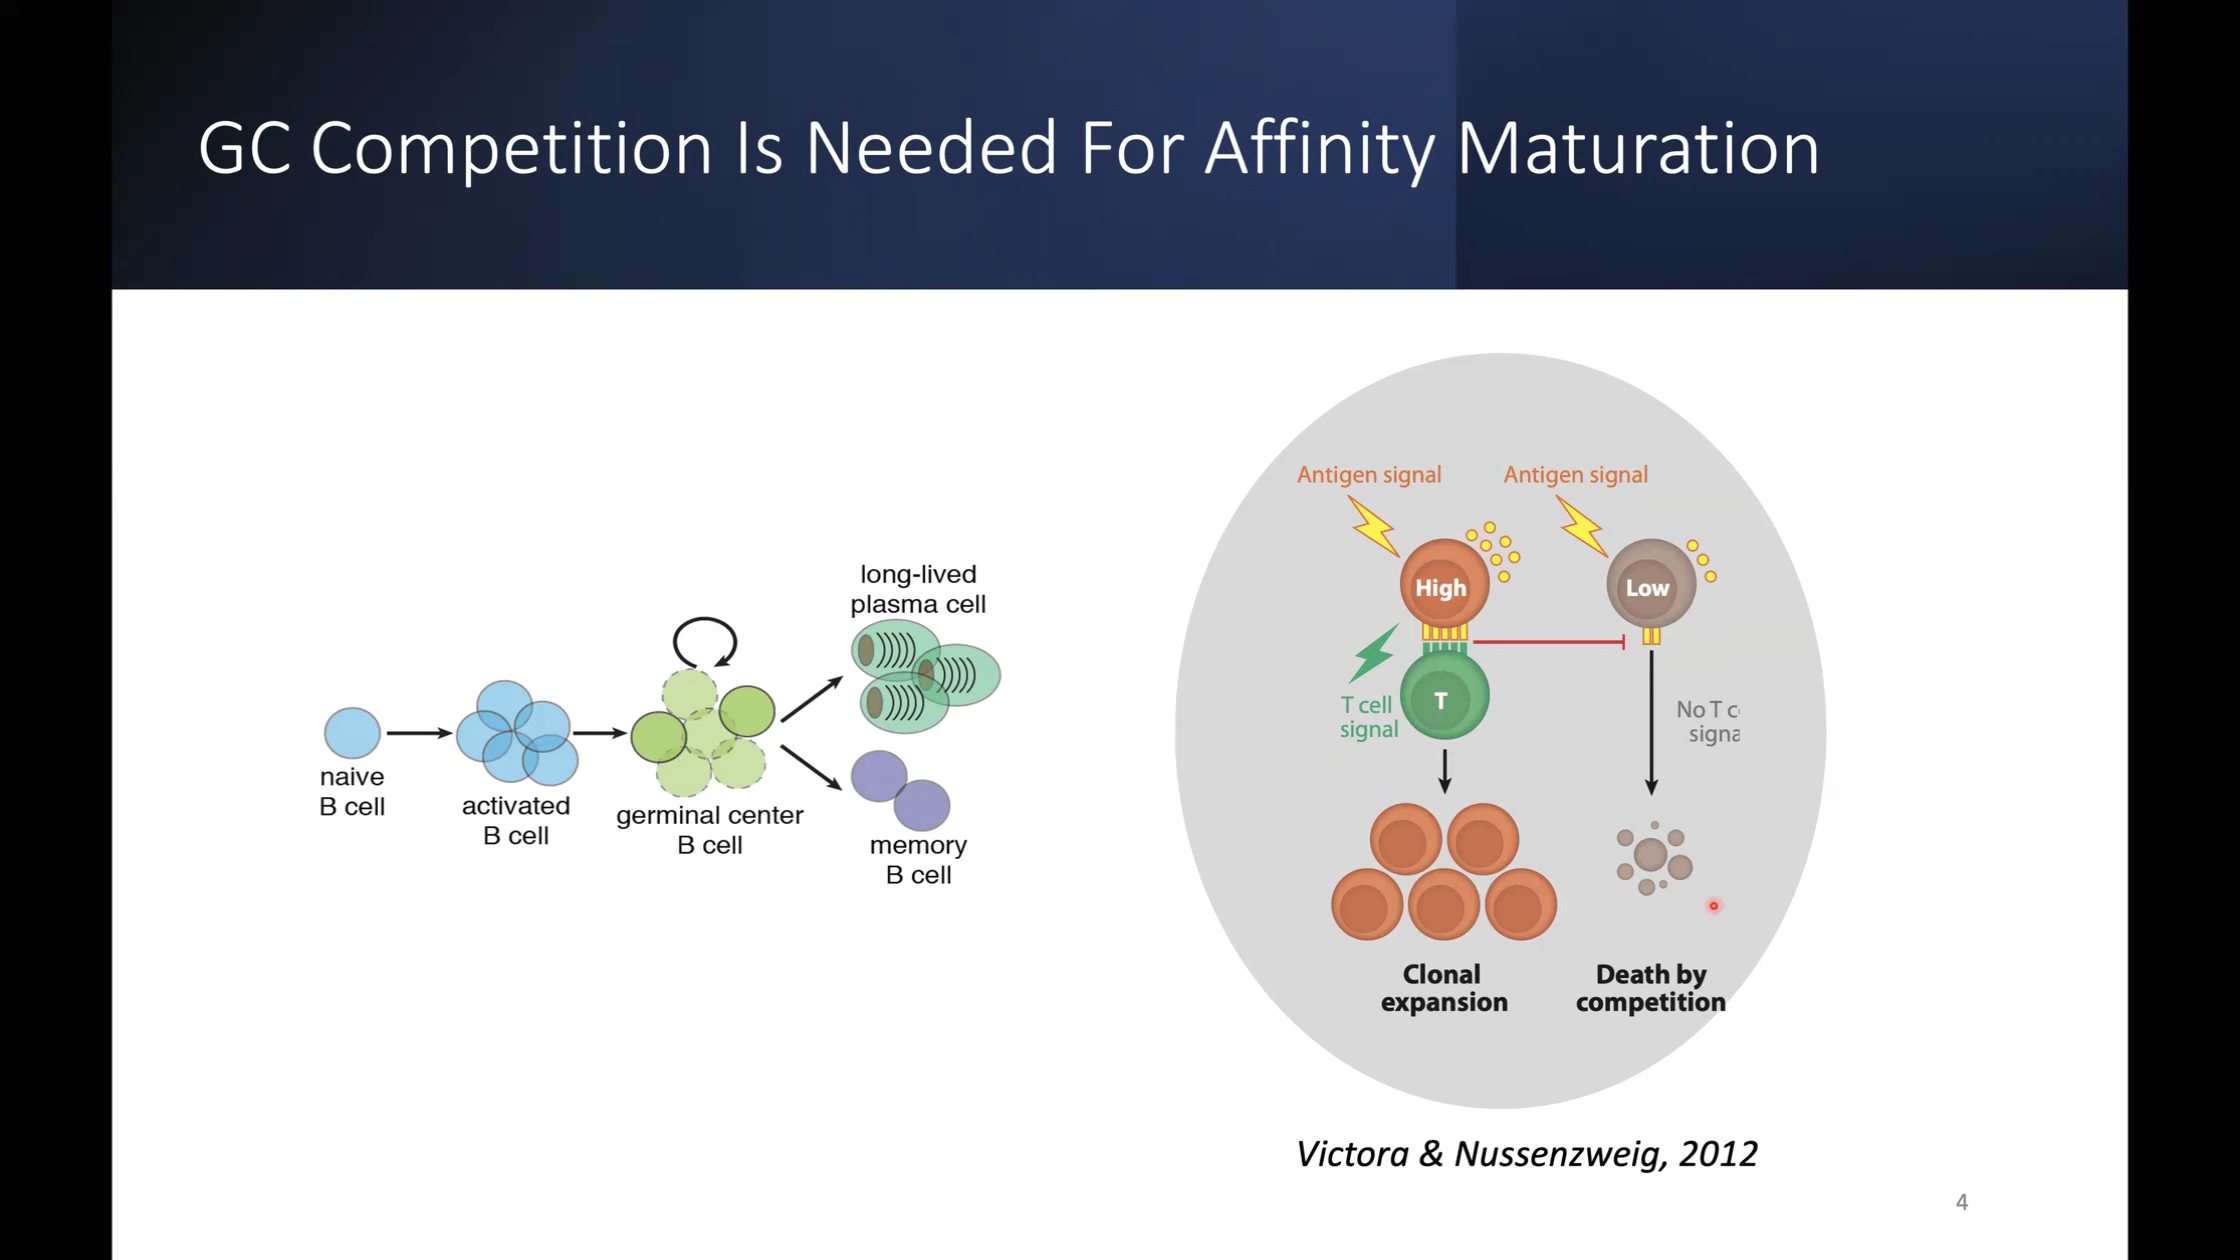 GC Competition Is Needed For Affinity Maturation
naive
B cell
activated
B cell
germinal center
B cell
long-lived
plasma cell
memory
B cell
Antigen signal
Antigen signal
High
Low
T cell
signal
T
No T
Clonal
expansion
Death by
competition
Victora & Nussenzweig, 2012
4